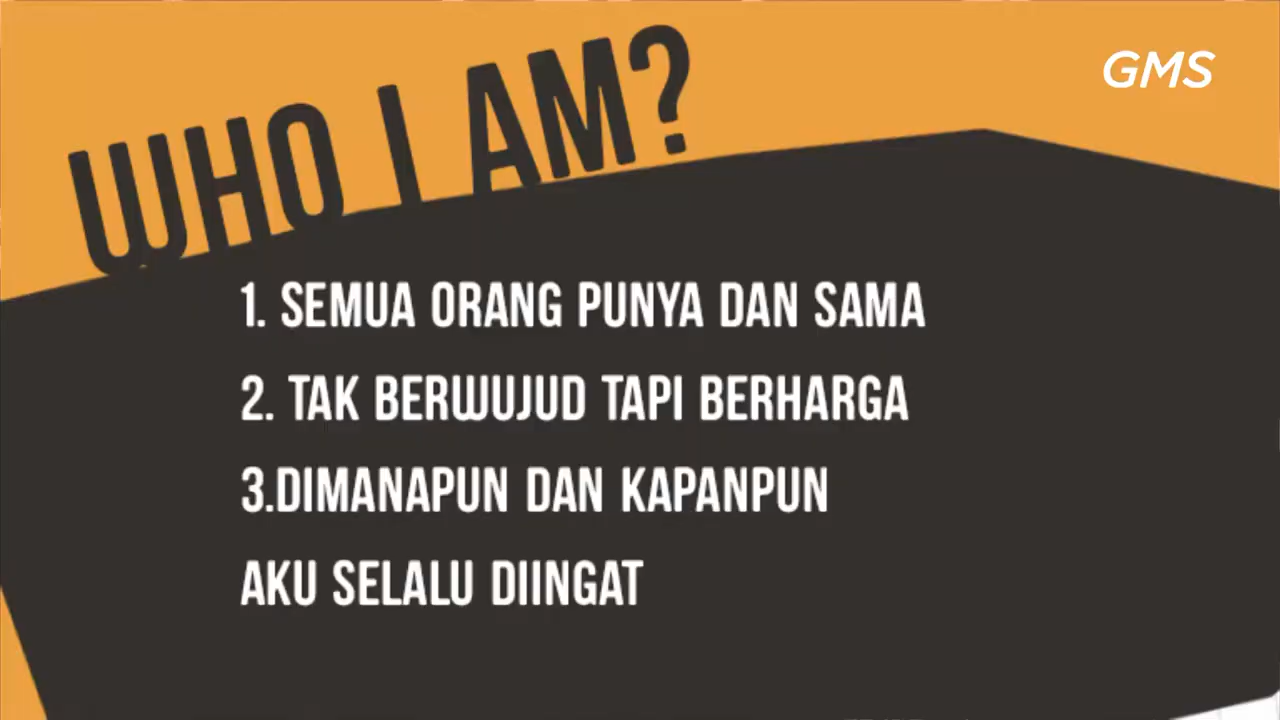 WHO I AM?
GMS
1. SEMUA ORANG PUNYA DAN SAMA
2. TAK BERWUJUD TAPI BERHARGA
3.DIMANAPUN DAN KAPANPUN
AKU SELALU DIINGAT